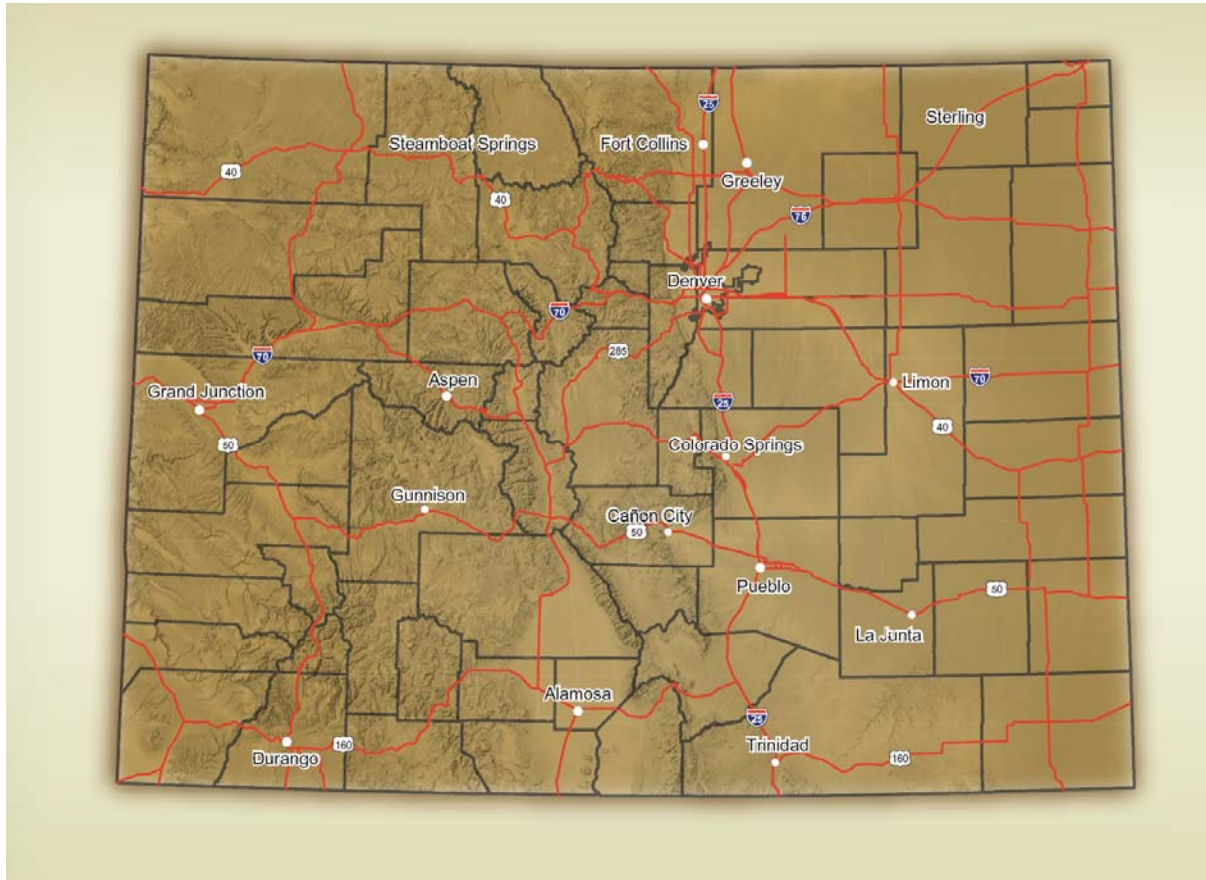 25
Sterling
Steamboat Springs
Fort Collins
40
Greeley
40
76
Denver
70
285
70
Aspen
Limon
70
Grand Junction
25
40
50
Colorado Springs
Gunnison
Cañon City
50
Pueblo
50
La Junta
Alamosa
25
160
Trinidad
Durango
160